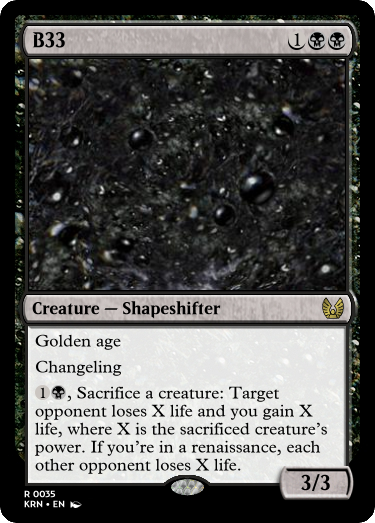 B33
1
Creature — Shapeshifter
Golden age
Changeling
1, Sacrifice a creature: Target
opponent loses X life and you gain X
life, where X is the sacrificed creature's
power. If you're in a renaissance, each
other opponent loses X life.
3/3
R 0035
KRN • EN